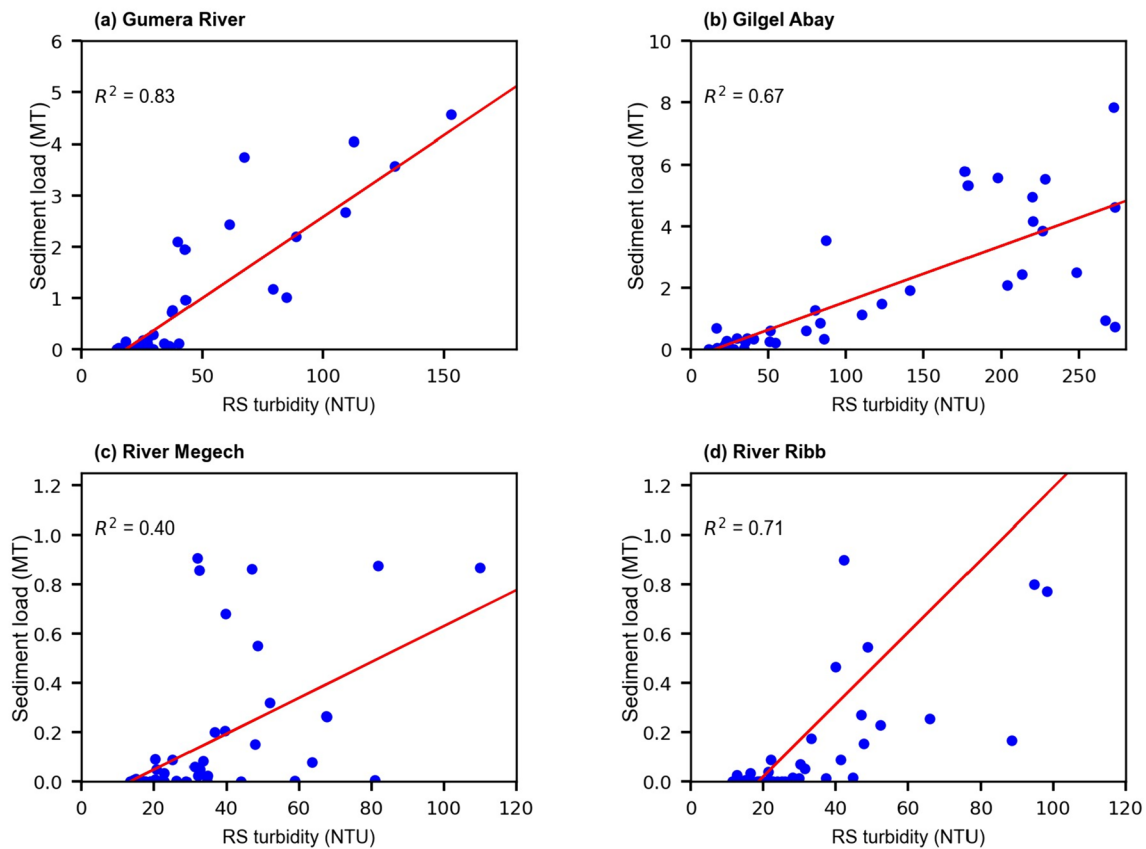 (a) Gumera River
R² = 0.83
Sediment load (MT)
6
5
4
3
2
1
0
0 50 100 150
RS turbidity (NTU)
(b) Gilgel Abay
R² = 0.67
Sediment load (MT)
10
8
6
4
2
0
0 50 100 150 200 250
RS turbidity (NTU)
(c) River Megech
R² = 0.40
Sediment load (MT)
1.2
1.0
0.8
0.6
0.4
0.2
0.0
0 20 40 60 80 100 120
RS turbidity (NTU)
(d) River Ribb
R² = 0.71
Sediment load (MT)
1.2
1.0
0.8
0.6
0.4
0.2
0.0
0 20 40 60 80 100 120
RS turbidity (NTU)